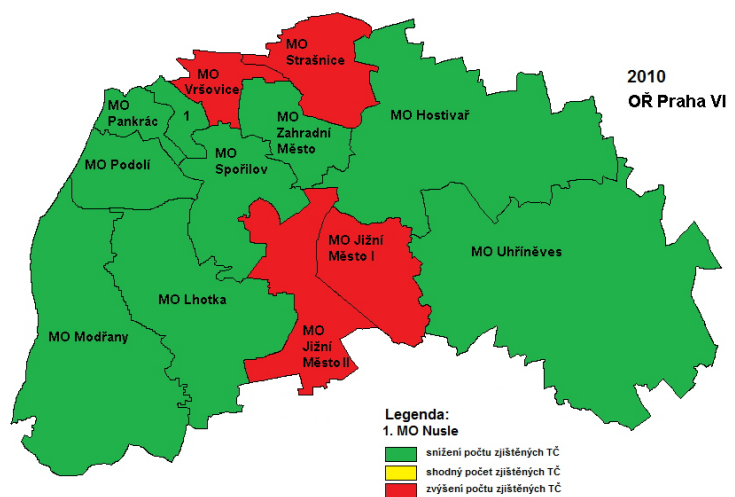 MO
Strašnice
MO
Vršovice
2010
OŘ Praha VI
MO
Pankrác
1
MO
Zahradní
Město
MO Hostivař
MO Podolí
MO
Spořilov
MO Jižní
Město I
MO Uhříněves
MO Lhotka
MO Modřany
MO
Jižní
Město II
Legenda:
1. MO Nusle
snížení počtu zjištěných TČ
shodný počet zjištěných TČ
zvýšení počtu zjištěných TČ